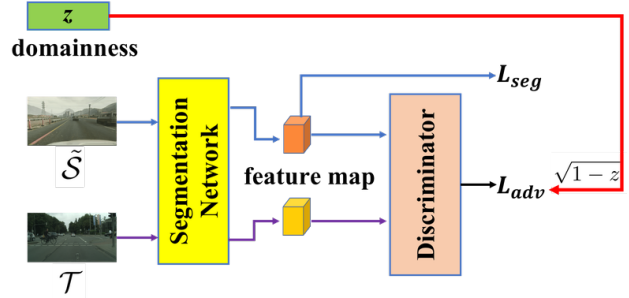 z
domainness
L_seg
S̃
Segmentation
Network
feature map
Discriminator
√1 − z
L_adv
T